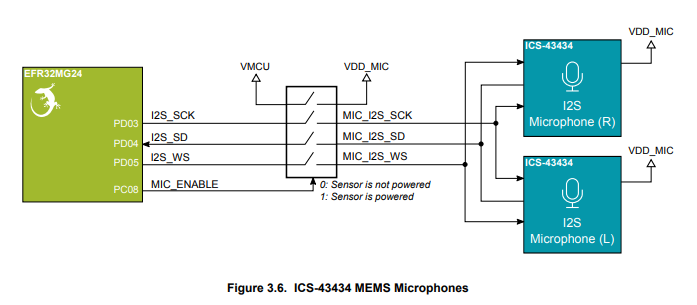 EFR32MG24
PD03
PD04
PD05
PC08
I2S_SCK
I2S_SD
I2S_WS
MIC_ENABLE
VMCU
VDD_MIC
MIC_I2S_SCK
MIC_I2S_SD
MIC_I2S_WS
0: Sensor is not powered
1: Sensor is powered
ICS-43434
I2S
Microphone (R)
VDD_MIC
ICS-43434
I2S
Microphone (L)
VDD_MIC
Figure 3.6. ICS-43434 MEMS Microphones